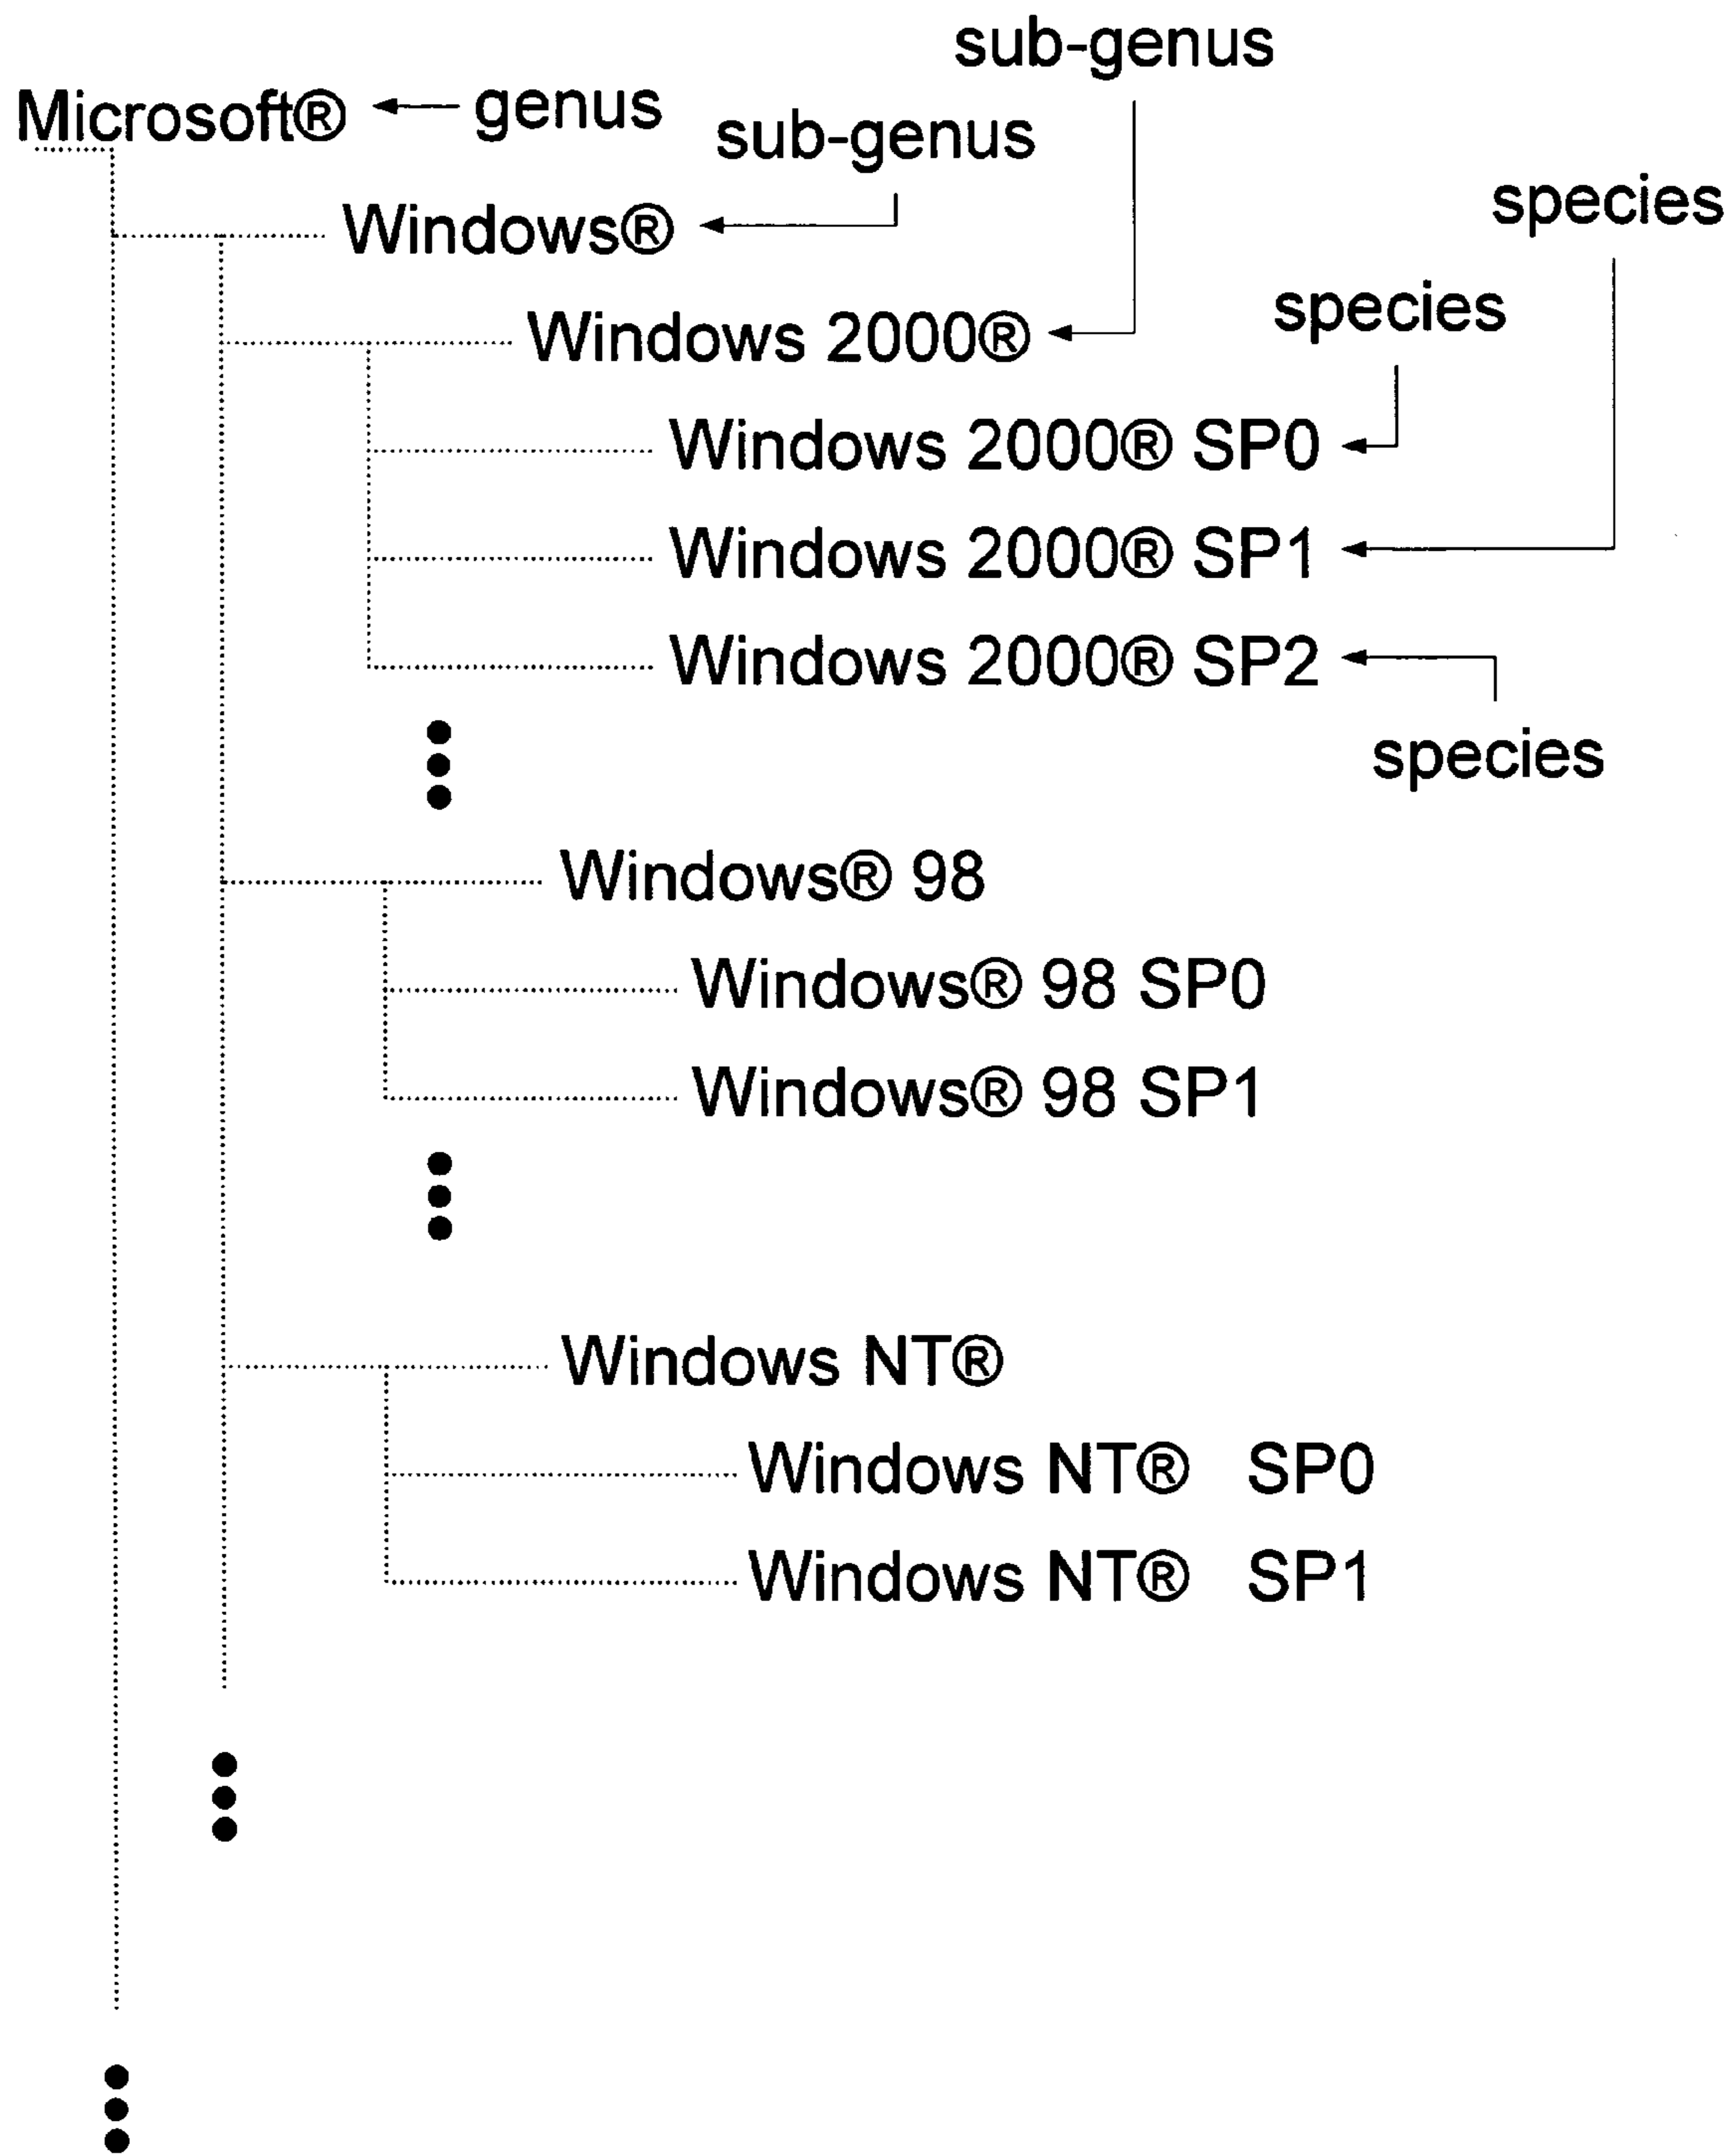 sub-genus
Microsoft® genus
sub-genus
species
Windows®
species
Windows 2000®
Windows 2000® SP0
Windows 2000® SP1
Windows 2000® SP2
species
Windows® 98
Windows® 98 SP0
Windows® 98 SP1
Windows NT®
Windows NT® SP0
Windows NT® SP1